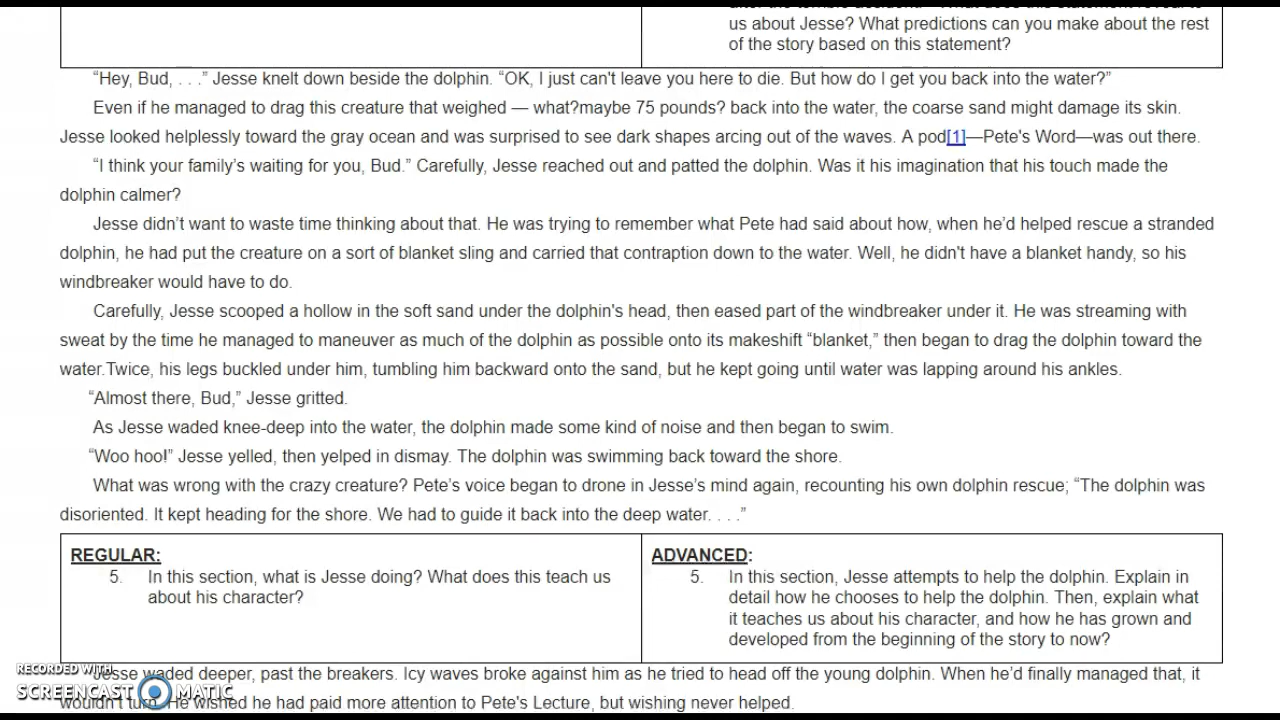 us about Jesse? What predictions can you make about the rest
of the story based on this statement?
“Hey, Bud, . . .” Jesse knelt down beside the dolphin. “OK, I just can't leave you here to die. But how do I get you back into the water?”
Even if he managed to drag this creature that weighed — what?maybe 75 pounds? back into the water, the coarse sand might damage its skin.
Jesse looked helplessly toward the gray ocean and was surprised to see dark shapes arcing out of the waves. A pod[1]—Pete's Word—was out there.
“I think your family’s waiting for you, Bud.” Carefully, Jesse reached out and patted the dolphin. Was it his imagination that his touch made the
dolphin calmer?
Jesse didn’t want to waste time thinking about that. He was trying to remember what Pete had said about how, when he’d helped rescue a stranded
dolphin, he had put the creature on a sort of blanket sling and carried that contraption down to the water. Well, he didn't have a blanket handy, so his
windbreaker would have to do.
Carefully, Jesse scooped a hollow in the soft sand under the dolphin's head, then eased part of the windbreaker under it. He was streaming with
sweat by the time he managed to maneuver as much of the dolphin as possible onto its makeshift “blanket,” then began to drag the dolphin toward the
water.Twice, his legs buckled under him, tumbling him backward onto the sand, but he kept going until water was lapping around his ankles.
“Almost there, Bud,” Jesse gritted.
As Jesse waded knee-deep into the water, the dolphin made some kind of noise and then began to swim.
“Woo hoo!” Jesse yelled, then yelped in dismay. The dolphin was swimming back toward the shore.
What was wrong with the crazy creature? Pete’s voice began to drone in Jesse’s mind again, recounting his own dolphin rescue; “The dolphin was
disoriented. It kept heading for the shore. We had to guide it back into the deep water. . . .”
REGULAR:
5. In this section, what is Jesse doing? What does this teach us
about his character?
ADVANCED:
5. In this section, Jesse attempts to help the dolphin. Explain in
detail how he chooses to help the dolphin. Then, explain what
it teaches us about his character, and how he has grown and
developed from the beginning of the story to now?
Jesse waded deeper, past the breakers. Icy waves broke against him as he tried to head off the young dolphin. When he’d finally managed that, it
wouldn’t turn. He wished he had paid more attention to Pete's Lecture, but wishing never helped.
RECORDED WITH
SCREENCAST MATIC